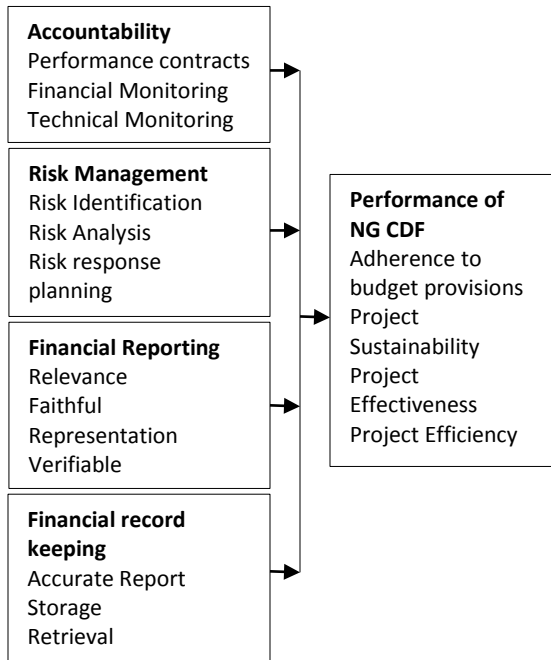 Accountability
Performance contracts
Financial Monitoring
Technical Monitoring
Risk Management
Risk Identification
Risk Analysis
Risk response
planning
Financial Reporting
Relevance
Faithful
Representation
Verifiable
Financial record
keeping
Accurate Report
Storage
Retrieval
Performance of
NG CDF
Adherence to
budget provisions
Project
Sustainability
Project
Effectiveness
Project Efficiency